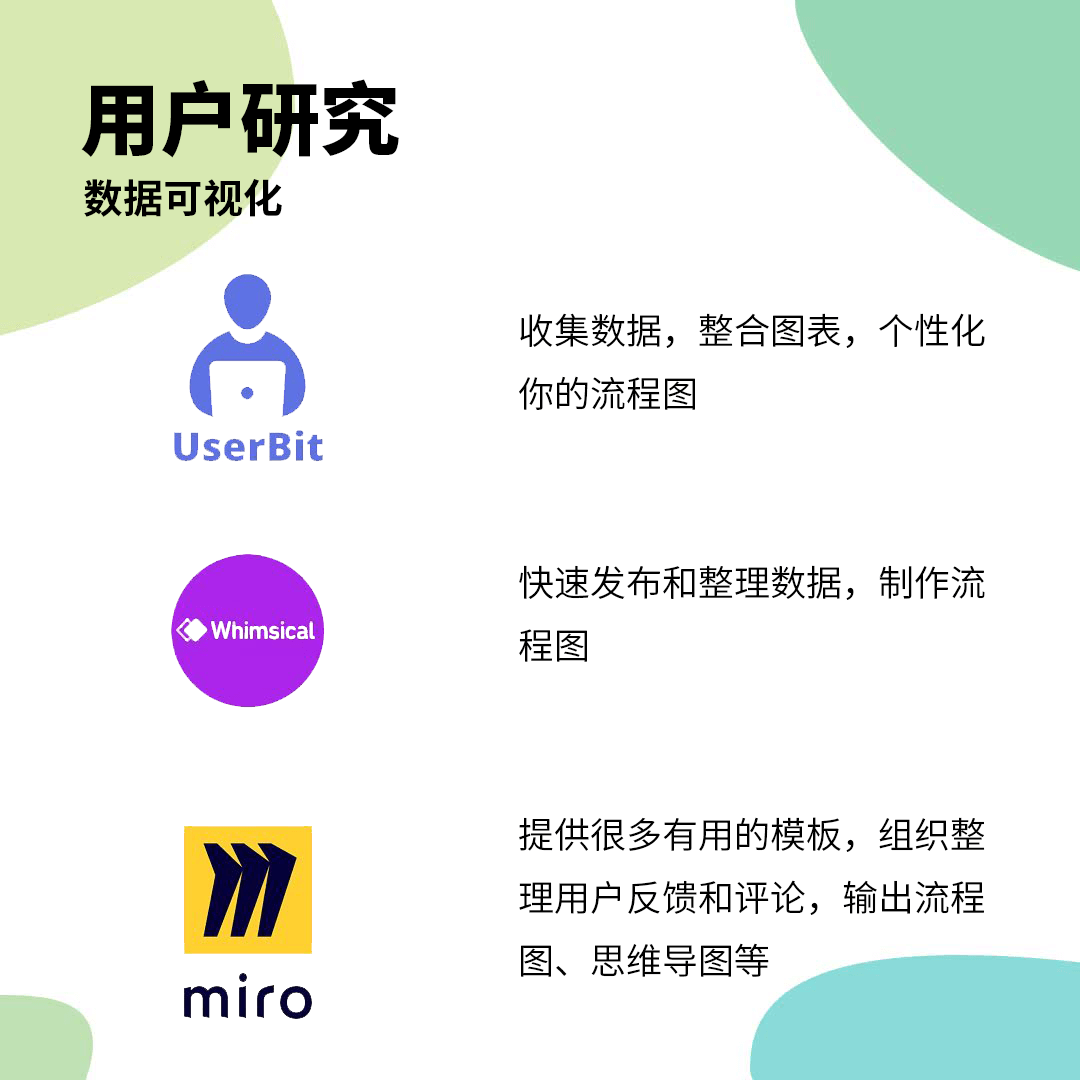 用户研究
数据可视化
收集数据，整合图表，个性化
你的流程图
UserBit
快速发布和整理数据，制作流
程图
Whimsical
提供很多有用的模板，组织整
理用户反馈和评论，输出流程
图、思维导图等
miro